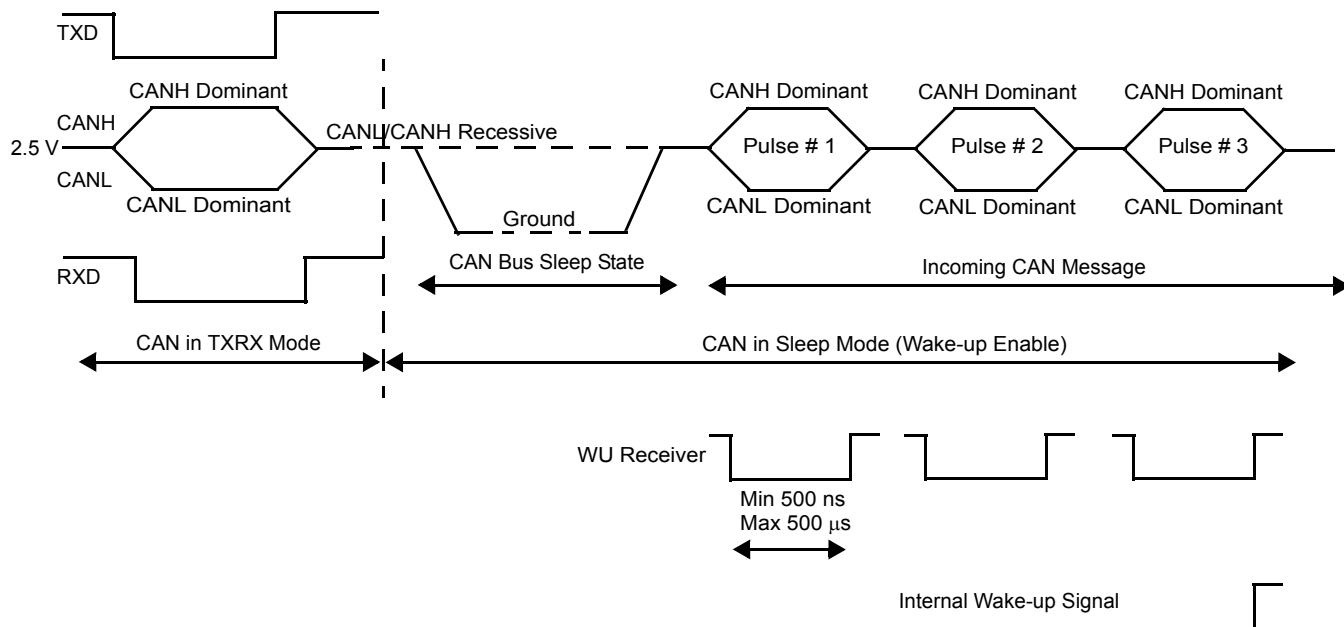 TXD
CANH Dominant
CANH Dominant
CANH Dominant
CANH Dominant
CANH
CANL/CANH Recessive
2.5 V
Pulse # 1
Pulse # 2
Pulse # 3
CANL
CANL Dominant
CANL Dominant
CANL Dominant
CANL Dominant
Ground
RXD
CAN Bus Sleep State
Incoming CAN Message
CAN in TXRX Mode
CAN in Sleep Mode (Wake-up Enable)
WU Receiver
Min 500 ns
Max 500 μs
Internal Wake-up Signal